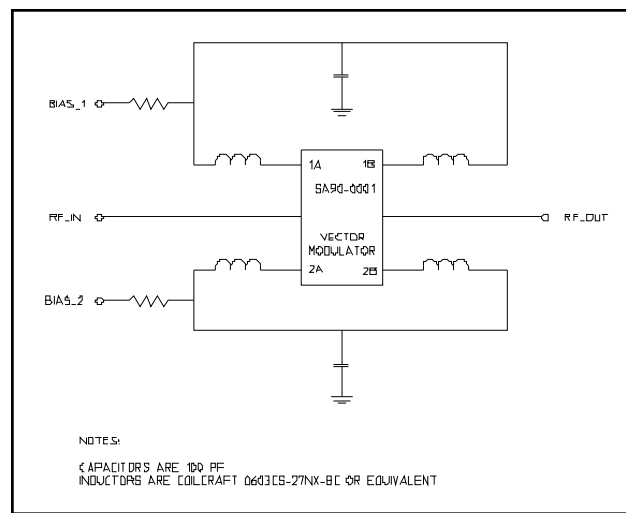 BIAS_1
1A 1B
SA90-0001
RF_IN
RF_OUT
VECTOR
MODULATOR
2A 2B
BIAS_2
NOTES:
CAPACITORS ARE 100 PF
INDUCTORS ARE COILCRAFT 0603CS-27NX-BC OR EQUIVALENT